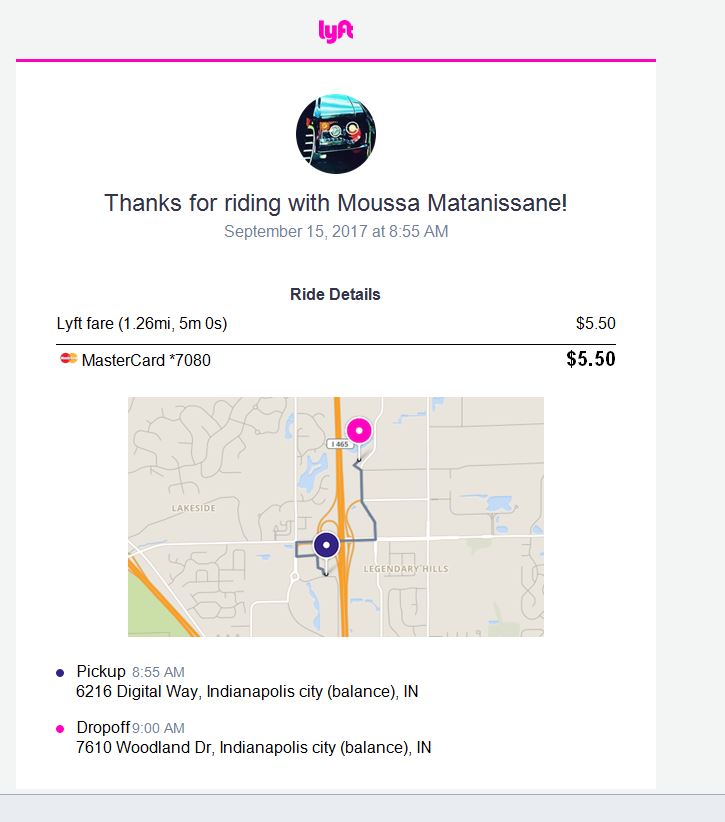 lyft
Thanks for riding with Moussa Matanissane!
September 15, 2017 at 8:55 AM
Ride Details
Lyft fare (1.26mi, 5m 0s) $5.50
MasterCard *7080 $5.50
I 465
LAKESIDE
LEGENDARY HILLS
Pickup 8:55 AM
6216 Digital Way, Indianapolis city (balance), IN
Dropoff 9:00 AM
7610 Woodland Dr, Indianapolis city (balance), IN